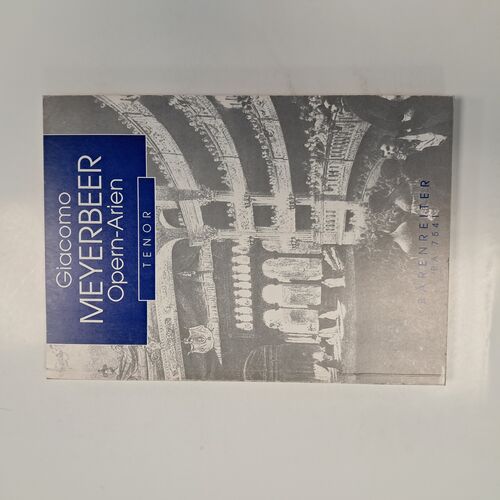 Giacomo
MEYERBEER
Opern-Arien
TENOR
BÄRENREITER